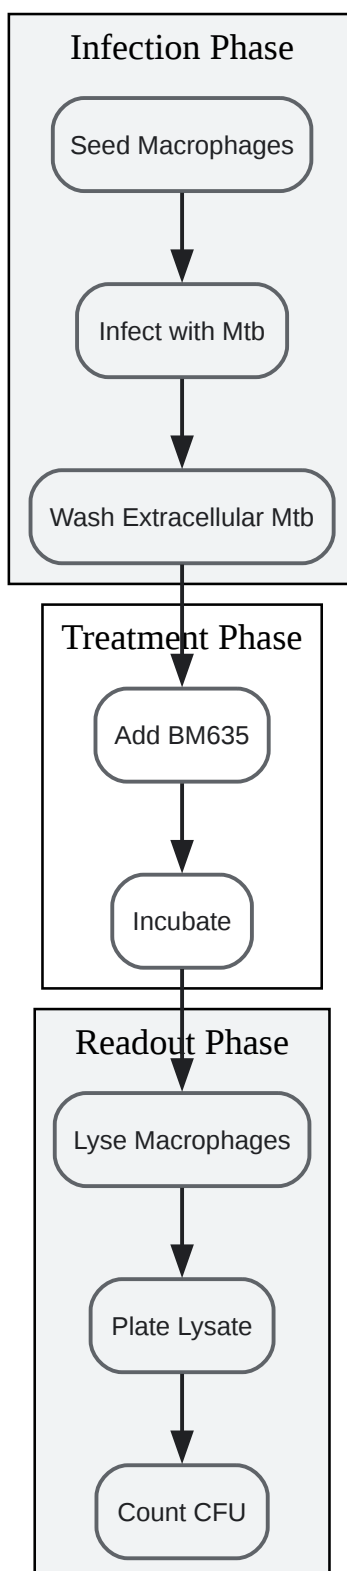 Infection Phase
Seed Macrophages
Infect with Mtb
Wash Extracellular Mtb
Treatment Phase
Add BM635
Incubate
Readout Phase
Lyse Macrophages
Plate Lysate
Count CFU